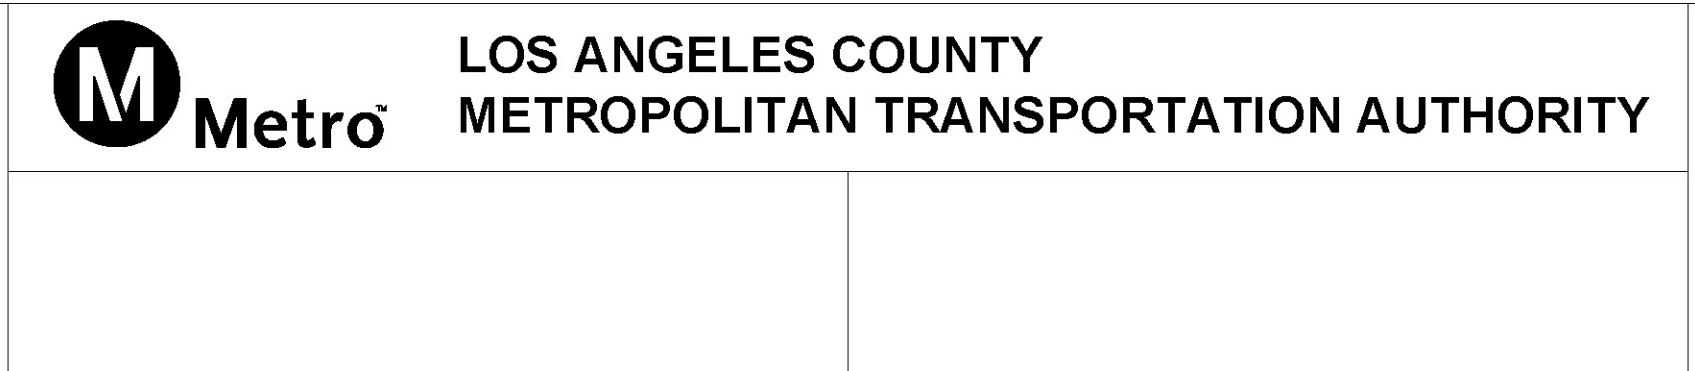 M
Metro™
LOS ANGELES COUNTY
METROPOLITAN TRANSPORTATION AUTHORITY